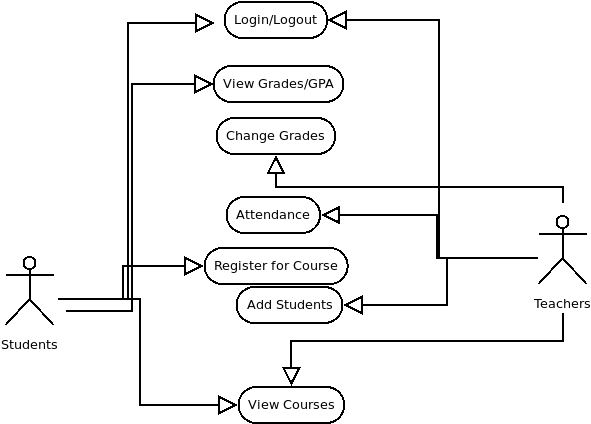 Login/Logout
View Grades/GPA
Change Grades
Attendance
Register for Course
Add Students
Teachers
Students
View Courses